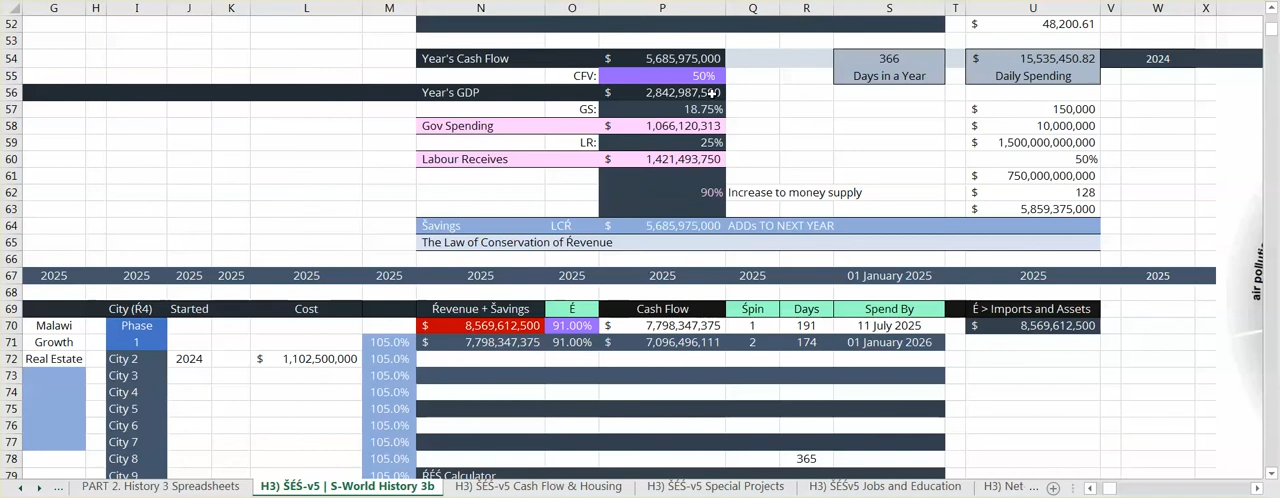 G H I J K L M N O P Q R S T U V W X
52 $ 48,200.61
53
54 Year's Cash Flow $ 5,685,975,000 366 $ 15,535,450.82 2024
55 CFV: 50% Days in a Year Daily Spending
56 Year's GDP $ 2,842,987,500
57 GS: 18.75% $ 150,000
58 Gov Spending $ 1,066,120,313 $ 10,000,000
59 LR: 25% $ 1,500,000,000,000
60 Labour Receives $ 1,421,493,750 50%
61 $ 750,000,000,000
62 90% Increase to money supply $ 128
63 $ 5,859,375,000
64 Šavings LCŘ $ 5,685,975,000 ADDs TO NEXT YEAR
65 The Law of Conservation of Ŕevenue
66
67 2025 2025 2025 2025 2025 2025 2025 2025 2025 2025 01 January 2025 2025 2025
68
69 City (Ŕ4) Started Cost Ŕevenue + Šavings É Cash Flow Śpin Days Spend By É > Imports and Assets
70 Malawi Phase $ 8,569,612,500 91.00% $ 7,798,347,375 1 191 11 July 2025 $ 8,569,612,500
71 Growth 1 105.0% $ 7,798,347,375 91.00% $ 7,096,496,111 2 174 01 January 2026
72 Real Estate City 2 2024 $ 1,102,500,000 105.0%
73 City 3 105.0%
74 City 4 105.0%
75 City 5 105.0%
76 City 6 105.0%
77 City 7 105.0%
78 City 8 105.0% 365
79 City 9 105.0% ŔÉŚ Calculator
air pollution
... PART 2. History 3 Spreadsheets H3) ŠÉŚ-v5 | S-World History 3b H3) ŠÉŚ-v5 Cash Flow & Housing H3) ŠÉŚ-v5 Special Projects H3) ŠÉŚv5 Jobs and Education H3) Net ...